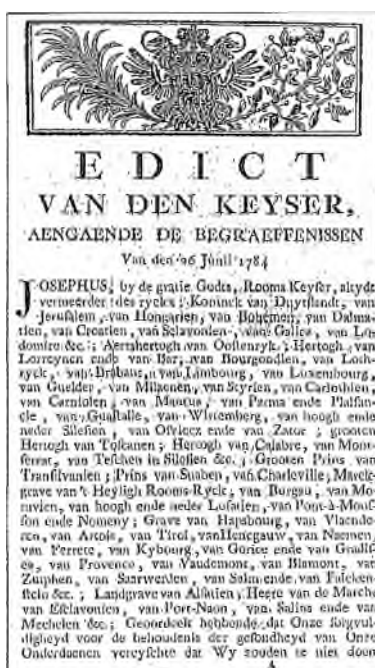 EDICT
VAN DEN KEYSER,
AENGAENDE DE BEGRAEFFENISSEN
Van den 26 Junii 1784
JOSEPHUS, by de gratie Godts, Rooms Keyser, altydt
vermeerder des ryckx; Koninck van Duytslandt, van
Jerusalem, van Hongarien, van Bohemen, van Dalma-
tien, van Croatien, van Sclavonien, van Galice, van Lo-
domire &c.; Aertshertogh van Oostenryk; Hertogh van
Lorreynen ende van Bar, van Bourgondien, van Loth-
ryck, van Brabant, van Limbourg, van Luxembourg,
van Guelder, van Milaenen, van Styrien, van Carinthien,
van Carniolen, van Mantua, van Parma ende Plaisan-
cie, van Guastalle, van Wirtemberg, van hoogh ende
neder Silesien, van Osviecz ende van Zator; grooten
Hertogh van Toskanen; Hertogh van Calabre, van Mont-
ferrat, van Teschen in Silesien &c.; Grooten Prins van
Transilvanien; Prins van Suaben, van Charleville; Marck-
grave van 't Heyligh Rooms-Ryck, van Burgau, van Mo-
ravien, van hoogh ende neder Lusatien, van Pont-à-Mous-
son ende Nomeny; Grave van Hapsbourg, van Vlaende-
ren, van Artois, van Tirol, van Henegauw, van Naemen,
van Ferrete, van Kybourg, van Gorice ende van Gradis-
ca, van Provence, van Vaudemont, van Blamont, van
Zutphen, van Saarwerden, van Salm ende van Falcken-
stein &c.; Landgrave van Alsatien; Heere van de Marche
van Esclavonien, van Port-Naon, van Salins ende van
Mechelen &c.; Geoordeelt hebbende dat Onze sorgvul-
digheyd voor de behoudenis der gesondheyd van Onze
Onderdaenen vereyschte dat Wy zouden te niet doen
A